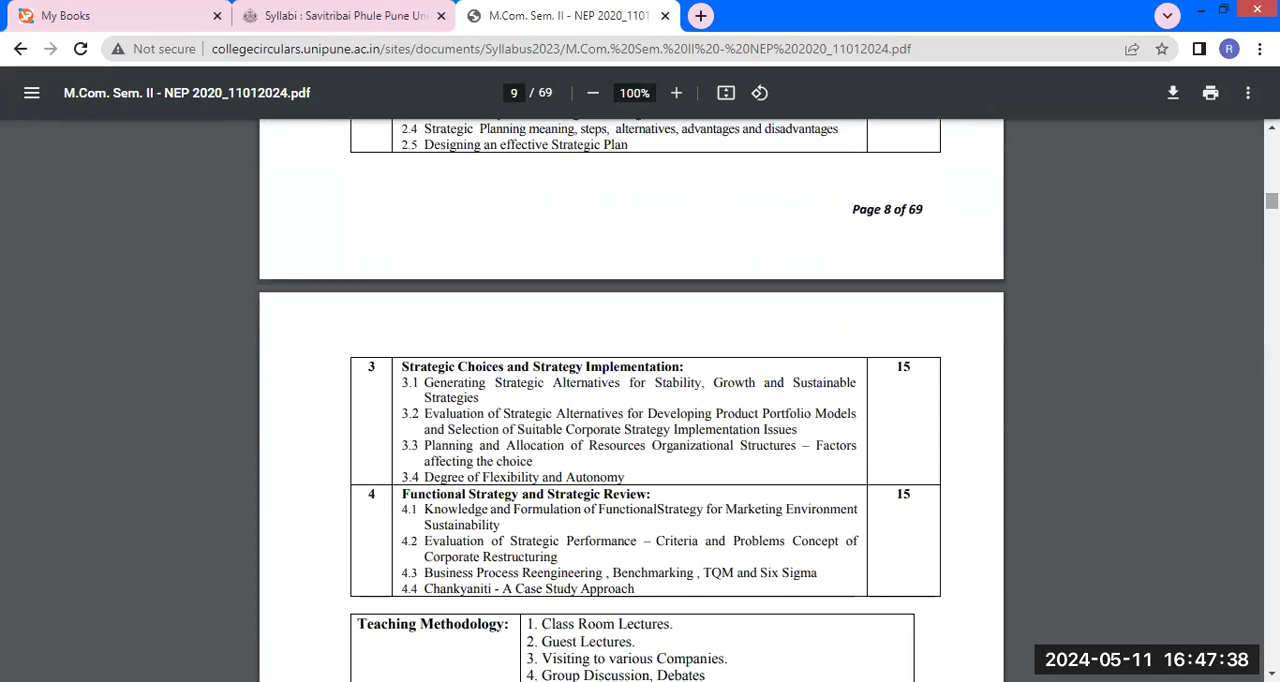 My Books
Syllabi : Savitribai Phule Pune Un
M.Com. Sem. II - NEP 2020_1101
Not secure
collegecirculars.unipune.ac.in/sites/documents/Syllabus2023/M.Com.%20Sem.%20II%20-%20NEP%202020_11012024.pdf
R
M.Com. Sem. II - NEP 2020_11012024.pdf
9 / 69
100%
2.4 Strategic Planning meaning, steps, alternatives, advantages and disadvantages
2.5 Designing an effective Strategic Plan
Page 8 of 69
3 Strategic Choices and Strategy Implementation: 15
3.1 Generating Strategic Alternatives for Stability, Growth and Sustainable
Strategies
3.2 Evaluation of Strategic Alternatives for Developing Product Portfolio Models
and Selection of Suitable Corporate Strategy Implementation Issues
3.3 Planning and Allocation of Resources Organizational Structures – Factors
affecting the choice
3.4 Degree of Flexibility and Autonomy
4 Functional Strategy and Strategic Review: 15
4.1 Knowledge and Formulation of FunctionalStrategy for Marketing Environment
Sustainability
4.2 Evaluation of Strategic Performance – Criteria and Problems Concept of
Corporate Restructuring
4.3 Business Process Reengineering , Benchmarking , TQM and Six Sigma
4.4 Chankyaniti - A Case Study Approach
Teaching Methodology: 1. Class Room Lectures.
2. Guest Lectures.
3. Visiting to various Companies.
4. Group Discussion, Debates
2024-05-11 16:47:38